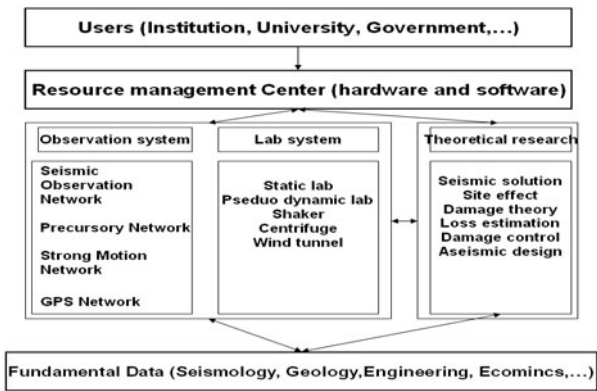 Users (Institution, University, Government,...)
Resource management Center (hardware and software)
Observation system
Lab system
Theoretical research
Seismic
Observation
Network
Precursory Network
Strong Motion
Network
GPS Network
Static lab
Pseduo dynamic lab
Shaker
Centrifuge
Wind tunnel
Seismic solution
Site effect
Damage theory
Loss estimation
Damage control
Aseismic design
Fundamental Data (Seismology, Geology,Engineering, Ecomincs,...)